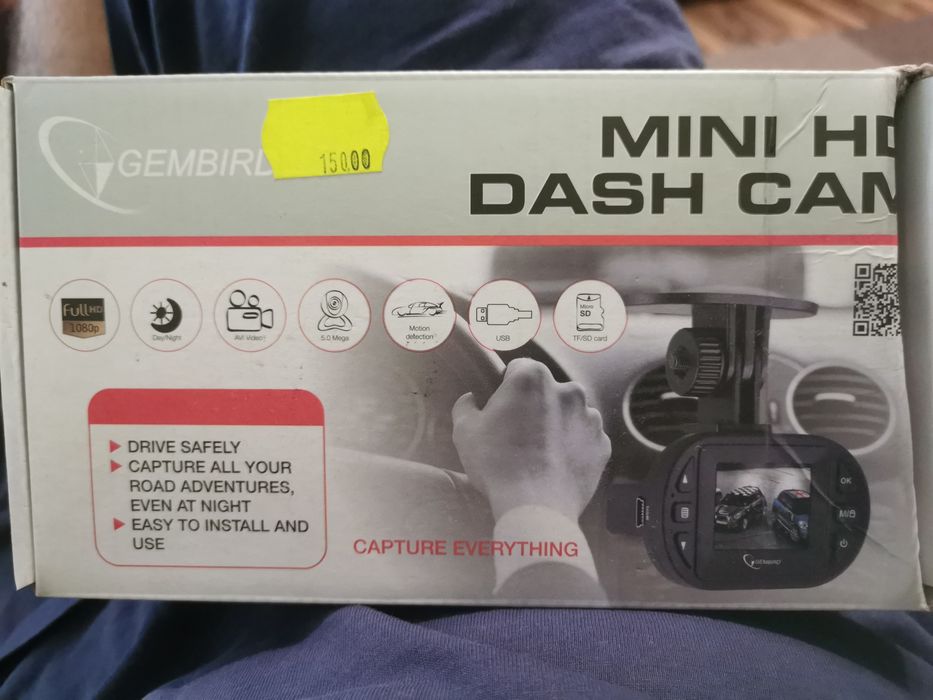 GEMBIRD
150.00
MINI HD
DASH CAM
Full HD
1080p
Day/Night
AVI Video
5.0 Mega
Motion
detection
USB
Micro
SD
TF/SD card
DRIVE SAFELY
CAPTURE ALL YOUR
ROAD ADVENTURES,
EVEN AT NIGHT
EASY TO INSTALL AND
USE
CAPTURE EVERYTHING
OK
M/
GEMBIRD